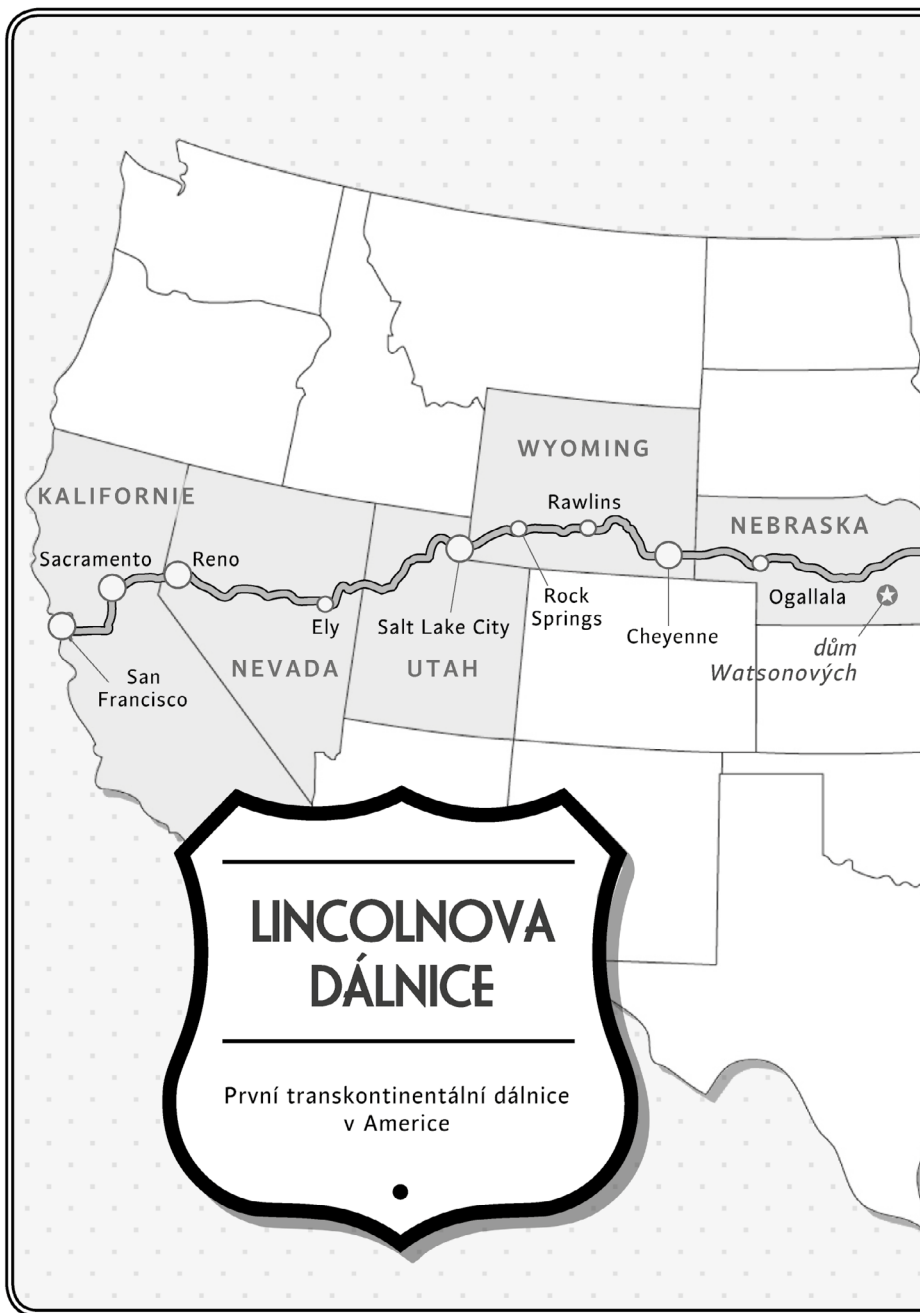 WYOMING
KALIFORNIE
Rawlins
NEBRASKA
Sacramento
Reno
Rock
Springs
Ogallala
Ely
Salt Lake City
Cheyenne
dům
Watsonových
NEVADA
UTAH
San
Francisco
LINCOLNOVA
DÁLNICE
První transkontinentální dálnice
v Americe